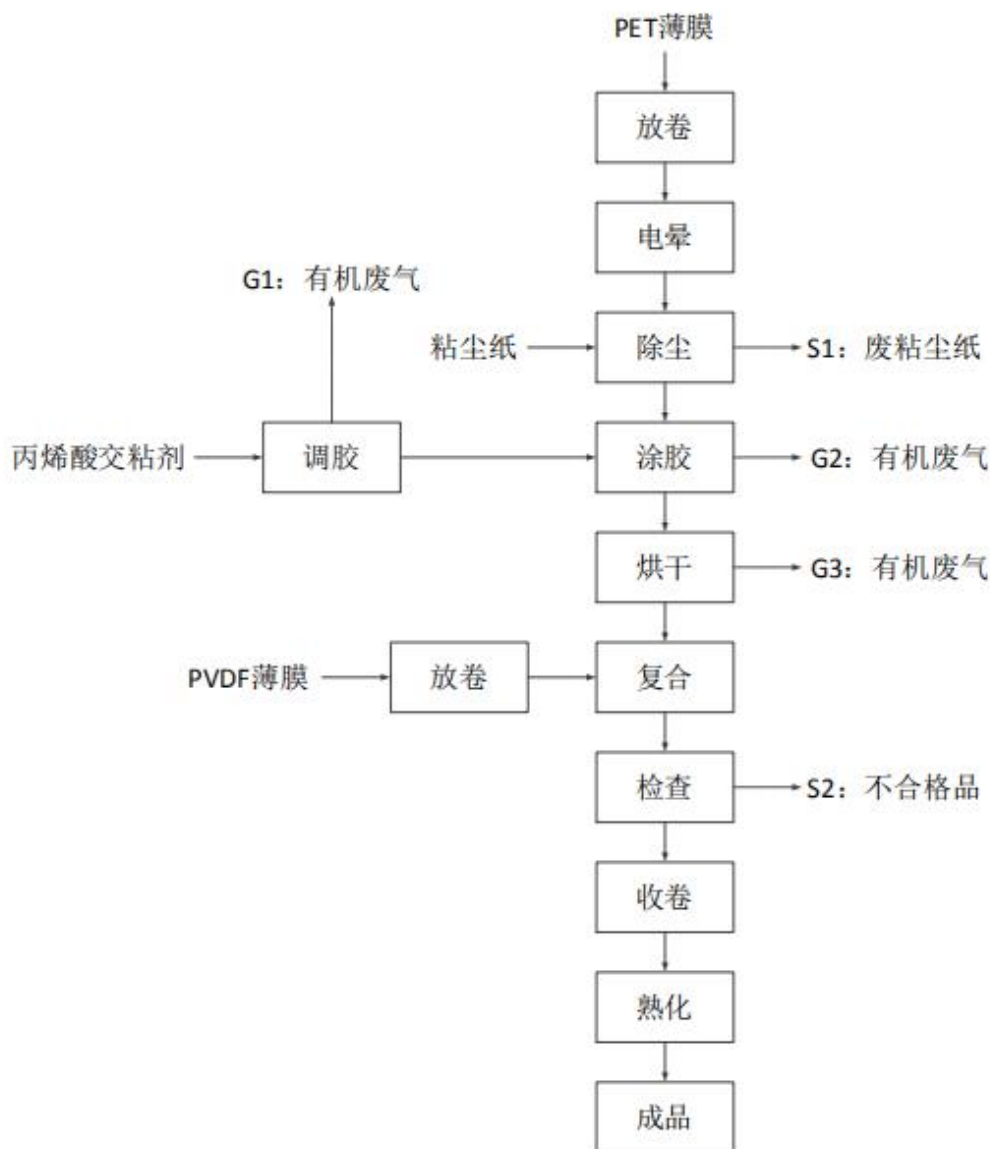 PET薄膜
放卷
电晕
G1：有机废气
粘尘纸
除尘
S1：废粘尘纸
丙烯酸交粘剂
调胶
涂胶
G2：有机废气
烘干
G3：有机废气
PVDF薄膜
放卷
复合
检查
S2：不合格品
收卷
熟化
成品